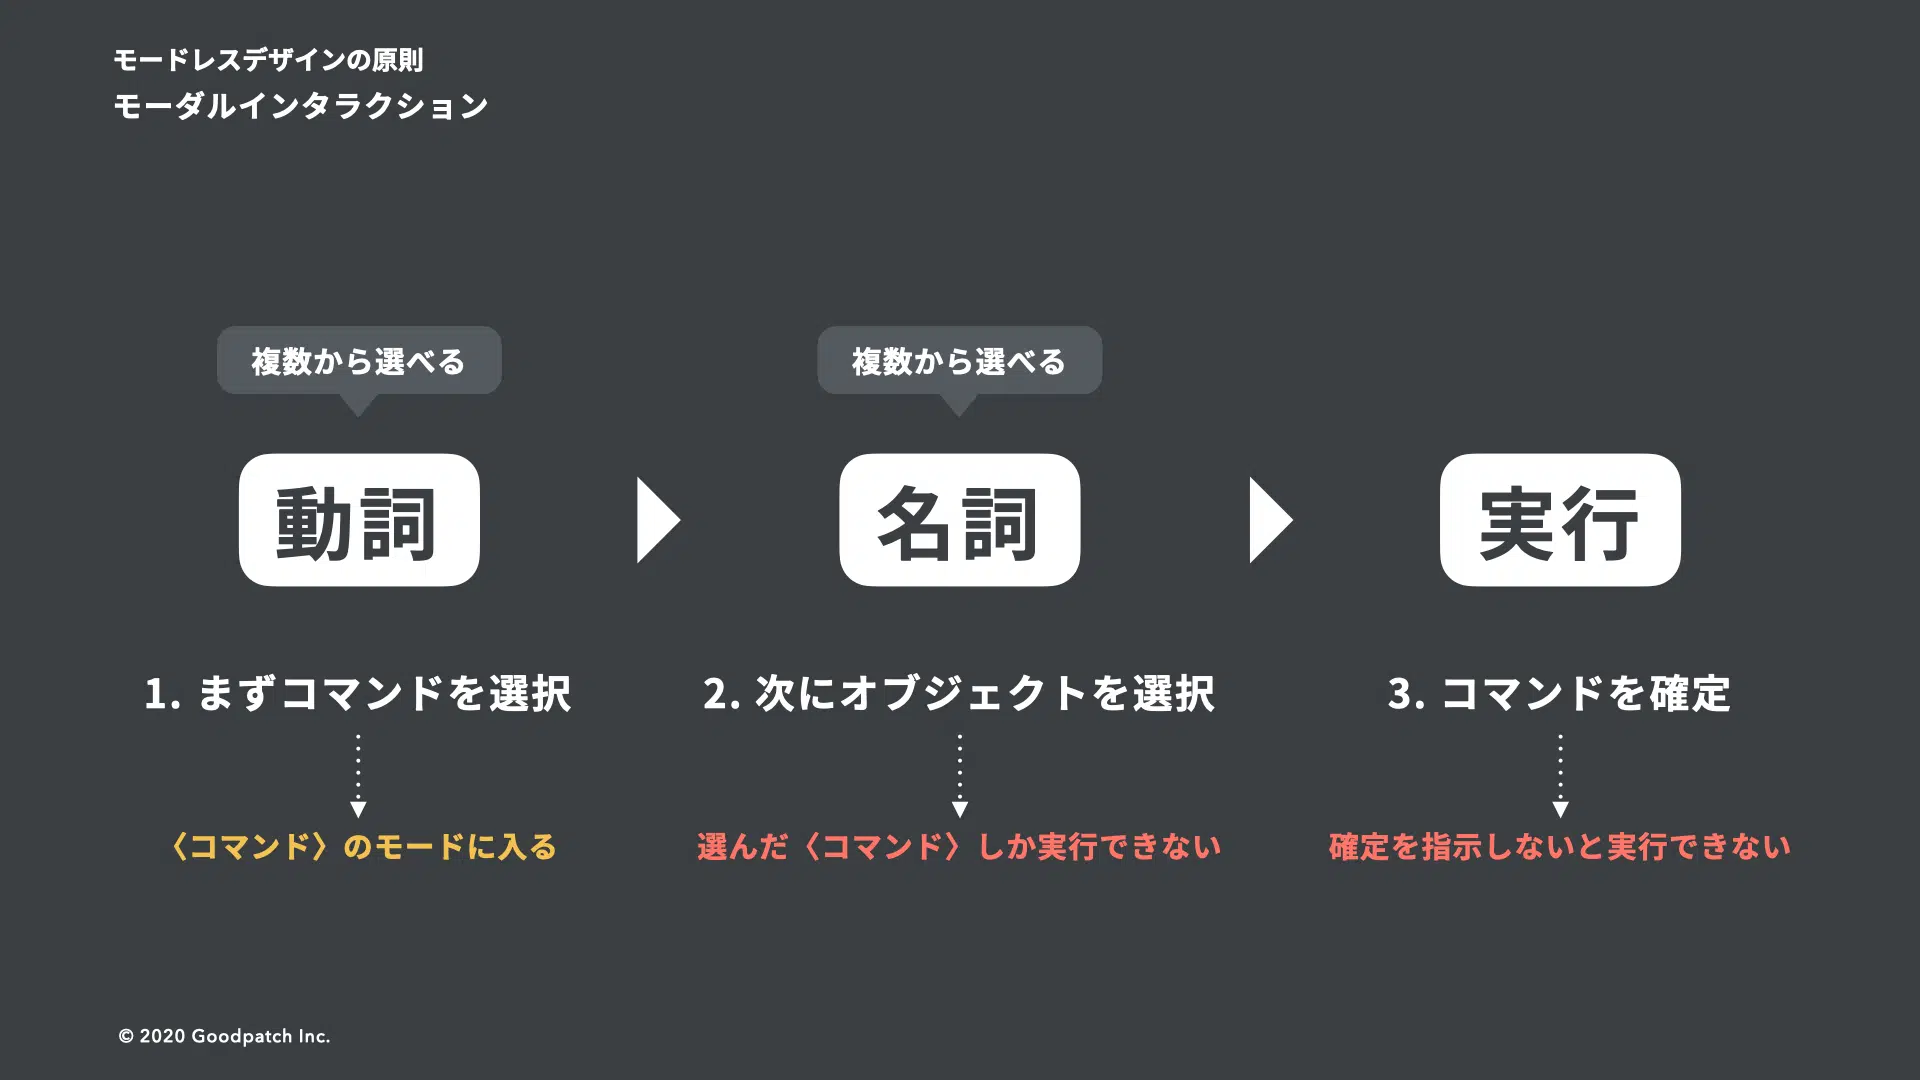 モードレスデザインの原則
モーダルインタラクション
複数から選べる
複数から選べる
動詞
名詞
実行
1. まずコマンドを選択
2. 次にオブジェクトを選択
3. コマンドを確定
〈コマンド〉のモードに入る
選んだ〈コマンド〉しか実行できない
確定を指示しないと実行できない
© 2020 Goodpatch Inc.